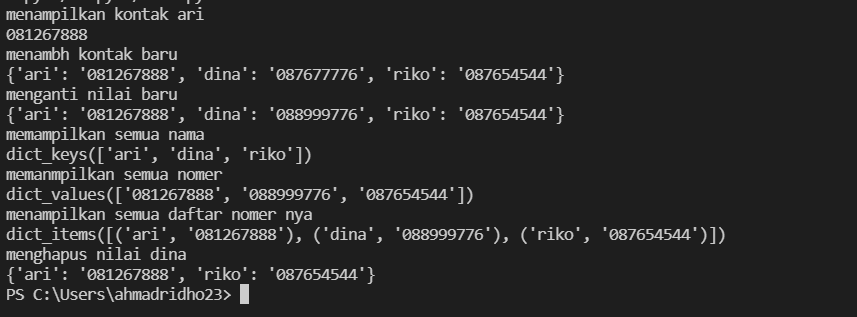 menampilkan kontak ari
081267888
menambh kontak baru
{'ari': '081267888', 'dina': '087677776', 'riko': '087654544'}
menganti nilai baru
{'ari': '081267888', 'dina': '088999776', 'riko': '087654544'}
memampilkan semua nama
dict_keys(['ari', 'dina', 'riko'])
memanmpilkan semua nomer
dict_values(['081267888', '088999776', '087654544'])
menampilkan semua daftar nomer nya
dict_items([('ari', '081267888'), ('dina', '088999776'), ('riko', '087654544')])
menghapus nilai dina
{'ari': '081267888', 'riko': '087654544'}
PS C:\Users\ahmadridho23>